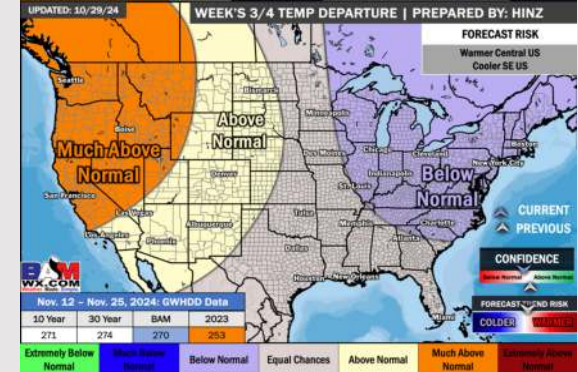 UPDATED: 10/29/24
WEEK'S 3/4 TEMP DEPARTURE | PREPARED BY: HINZ
FORECAST RISK
Warmer Central US
Cooler SE US
Seattle
Bismarck
Minneapolis
Boise
Above
Normal
Much Above
Normal
Boston
Des Moines
Chicago
Cleveland
New York City
Denver
Indianapolis
Below
Normal
San Francisco
St. Louis
Las Vegas
Charlotte
CURRENT
PREVIOUS
Los Angeles
Albuquerque
Tulsa
Memphis
Phoenix
Atlanta
Dallas
CONFIDENCE
Below Normal
Above Normal
Houston
New Orleans
BAM
WX.COM
Miami
FORECAST TREND RISK
COLDER
WARMER
Nov. 12 – Nov. 25, 2024: GWHDD Data
10 Year 30 Year BAM 2023
271 274 270 253
Extremely Below
Normal
Much Below
Normal
Below Normal
Equal Chances
Above Normal
Much Above
Normal
Extremely Above
Normal